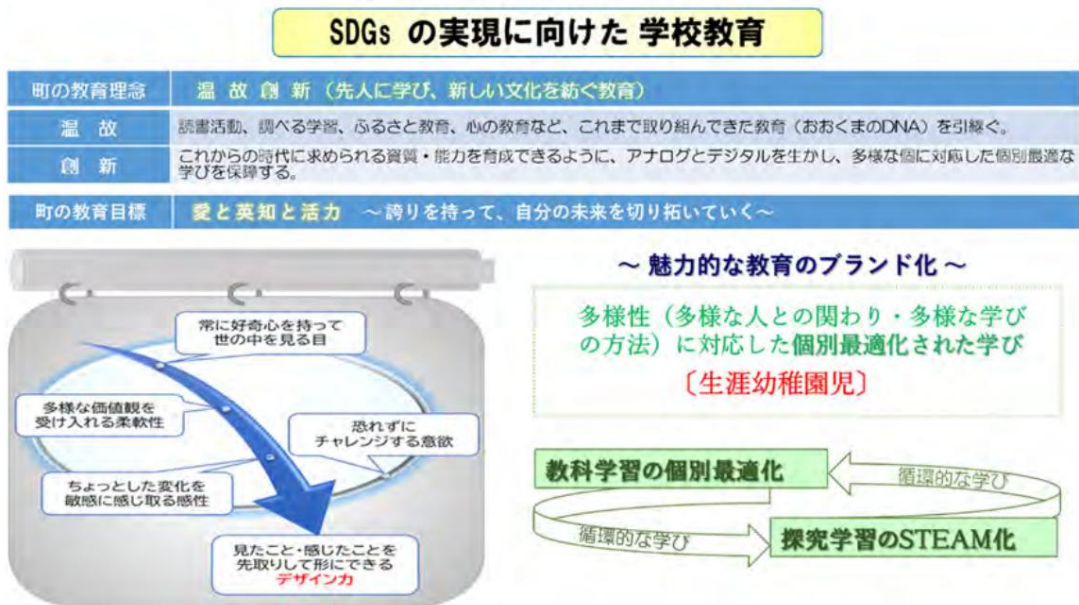 SDGs の実現に向けた 学校教育
町の教育理念 温 故 創 新 (先人に学び、新しい文化を紡ぐ教育)
温 故 読書活動、調べる学習、ふるさと教育、心の教育など、これまで取り組んできた教育(おおくまのDNA)を引継ぐ。
創 新 これからの時代に求められる資質・能力を育成できるように、アナログとデジタルを生かし、多様な個に対応した個別最適な
学びを保障する。
町の教育目標 愛と英知と活力 ~誇りを持って、自分の未来を切り拓いていく~
常に好奇心を持って
世の中を見る目
多様な価値観を
受け入れる柔軟性
恐れずに
チャレンジする意欲
ちょっとした変化を
敏感に感じ取る感性
見たこと・感じたことを
先取りして形にできる
デザイン力
~ 魅力的な教育のブランド化 ~
多様性(多様な人との関わり・多様な学び
の方法)に対応した個別最適化された学び
〔生涯幼稚園児〕
教科学習の個別最適化
循環的な学び
循環的な学び
探究学習のSTEAM化